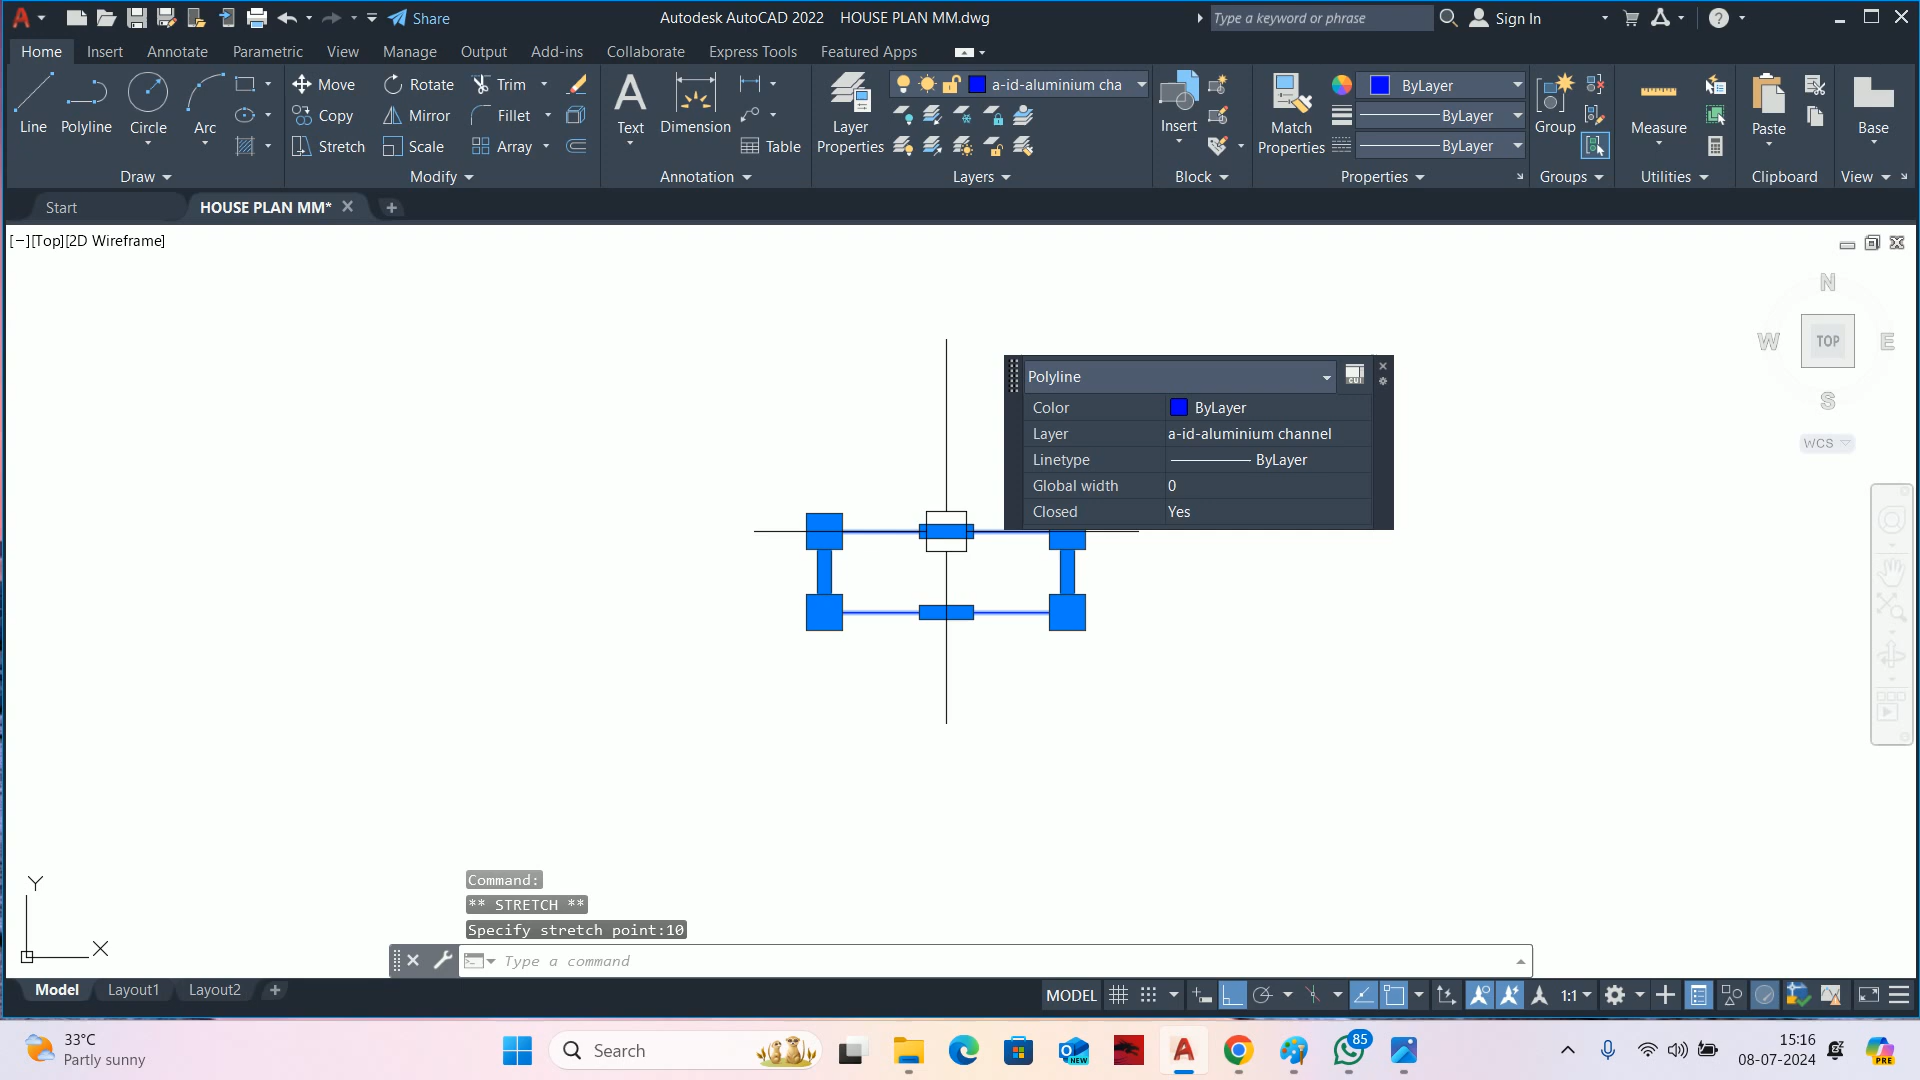 Share
Autodesk AutoCAD 2022 HOUSE PLAN MM.dwg
Type a keyword or phrase
Sign In
Home Insert Annotate Parametric View Manage Output Add-ins Collaborate Express Tools Featured Apps
Line
Polyline
Circle
Arc
Draw
Move Rotate Trim
Copy Mirror Fillet
Stretch Scale Array
Modify
Text
Dimension
Table
Annotation
Layer
Properties
a-id-aluminium cha
Layers
Insert
Block
Match
Properties
ByLayer
ByLayer
ByLayer
Properties
Group
Groups
Measure
Utilities
Paste
Clipboard
Base
View
Start
HOUSE PLAN MM*
[−][Top][2D Wireframe]
N
W TOP E
S
WCS
Polyline
CUI
Color ByLayer
Layer a-id-aluminium channel
Linetype ByLayer
Global width 0
Closed Yes
Y
X
Command:
** STRETCH **
Specify stretch point:10
Type a command
Model Layout1 Layout2
MODEL
1:1
33°C
Partly sunny
Search
NEW
85
15:16
08-07-2024
PRE